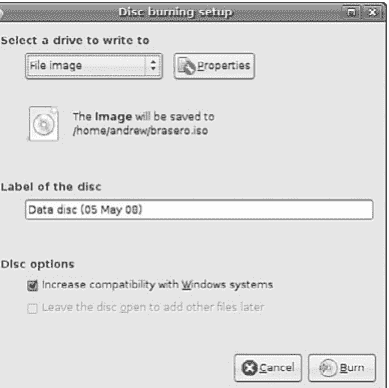 Disc burning setup
Select a drive to write to
File image
Properties
The Image will be saved to
/home/andrew/brasero.iso
Label of the disc
Data disc (05 May 08)
Disc options
Increase compatibility with Windows systems
Leave the disc open to add other files later
Cancel
Burn